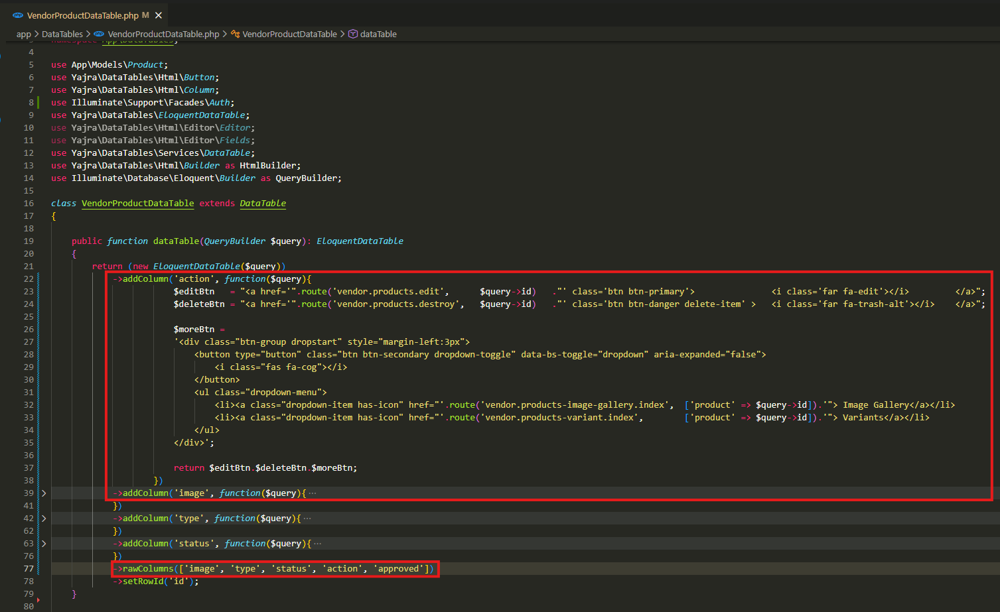 VendorProductDataTable.php M ×
app > DataTables > VendorProductDataTable.php > VendorProductDataTable > dataTable
3 namespace App\DataTables;
4
5 use App\Models\Product;
6 use Yajra\DataTables\Html\Button;
7 use Yajra\DataTables\Html\Column;
8 use Illuminate\Support\Facades\Auth;
9 use Yajra\DataTables\EloquentDataTable;
10 use Yajra\DataTables\Html\Editor\Editor;
11 use Yajra\DataTables\Html\Editor\Fields;
12 use Yajra\DataTables\Services\DataTable;
13 use Yajra\DataTables\Html\Builder as HtmlBuilder;
14 use Illuminate\Database\Eloquent\Builder as QueryBuilder;
15
16 class VendorProductDataTable extends DataTable
17 {
18
19 public function dataTable(QueryBuilder $query): EloquentDataTable
20 {
21 return (new EloquentDataTable($query))
22 ->addColumn('action', function($query){
23 $editBtn = "<a href='".route('vendor.products.edit', $query->id) ."' class='btn btn-primary'> <i class='far fa-edit'></i> </a>";
24 $deleteBtn = "<a href='".route('vendor.products.destroy', $query->id) ."' class='btn btn-danger delete-item' > <i class='far fa-trash-alt'></i> </a>";
25
26 $moreBtn =
27 '<div class="btn-group dropstart" style="margin-left:3px">
28 <button type="button" class="btn btn-secondary dropdown-toggle" data-bs-toggle="dropdown" aria-expanded="false">
29 <i class="fas fa-cog"></i>
30 </button>
31 <ul class="dropdown-menu">
32 <li><a class="dropdown-item has-icon" href="'.route('vendor.products-image-gallery.index', ['product' => $query->id]).'"> Image Gallery</a></li>
33 <li><a class="dropdown-item has-icon" href="'.route('vendor.products-variant.index', ['product' => $query->id]).'"> Variants</a></li>
34 </ul>
35 </div>';
36
37 return $editBtn.$deleteBtn.$moreBtn;
38 })
39 ->addColumn('image', function($query){ ...
41 })
42 ->addColumn('type', function($query){ ...
62 })
63 ->addColumn('status', function($query){ ...
76 })
77 ->rawColumns(['image', 'type', 'status', 'action', 'approved'])
78 ->setRowId('id');
79 }
80